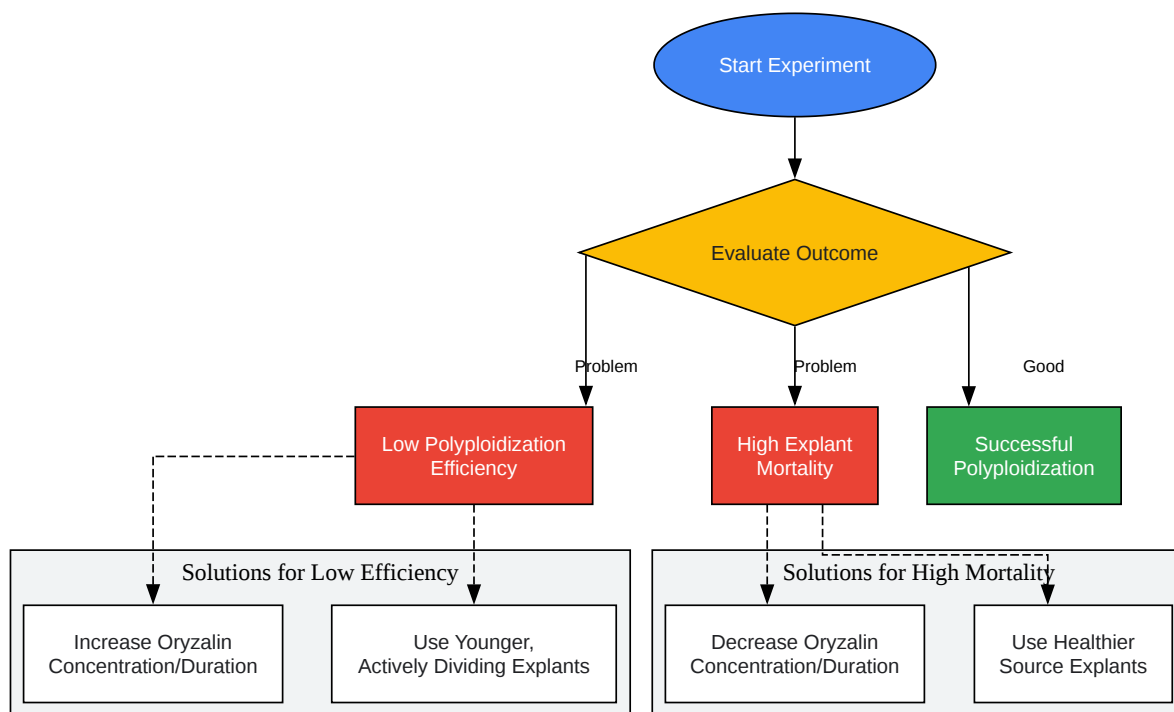 Start Experiment
Evaluate Outcome
Problem
Problem
Good
Low Polyploidization
Efficiency
High Explant
Mortality
Successful
Polyploidization
Solutions for Low Efficiency
Increase Oryzalin
Concentration/Duration
Use Younger,
Actively Dividing Explants
Solutions for High Mortality
Decrease Oryzalin
Concentration/Duration
Use Healthier
Source Explants